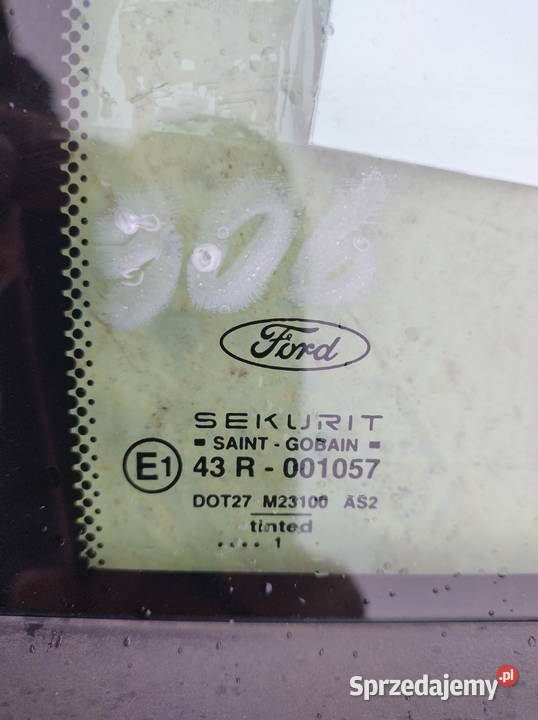 306
Ford
SEKURIT
SAINT - GOBAIN
E1 43 R - 001057
DOT27 M23100 AS2
tinted
.... 1
Sprzedajemy.pl